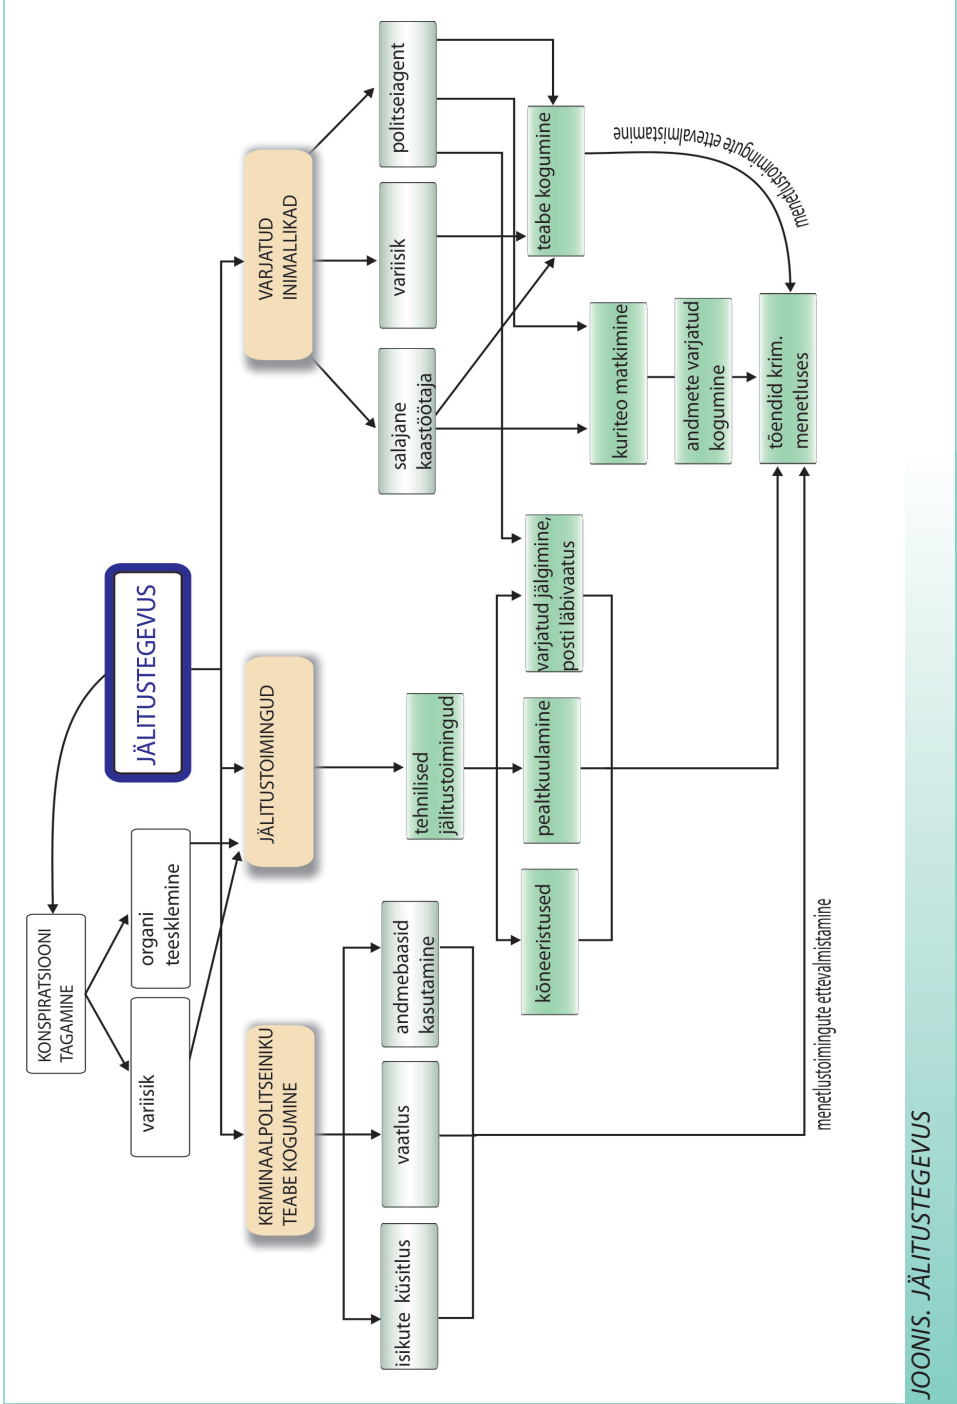 JÄLITUSTEGEVUS
KONSPIRATSIOONI
TAGAMINE
variisik
organi
teesklemine
KRIMINAALPOLITSEINIKU
TEABE KOGUMINE
JÄLITUSTOIMINGUD
VARJATUD
INIMALLIKAD
isikute küsitlus
vaatlus
andmebaasid
kasutamine
tehnilised
jälitustoimingud
salajane
kaastöötaja
variisik
politseiagent
kõneeristused
pealtkuulamine
varjatud jälgimine,
posti läbivaatus
teabe kogumine
kuriteo matkimine
andmete varjatud
kogumine
tõendid krim.
menetluses
menetlustoimingute ettevalmistamine
menetlustoimingute ettevalmistamine
JOONIS. JÄLITUSTEGEVUS